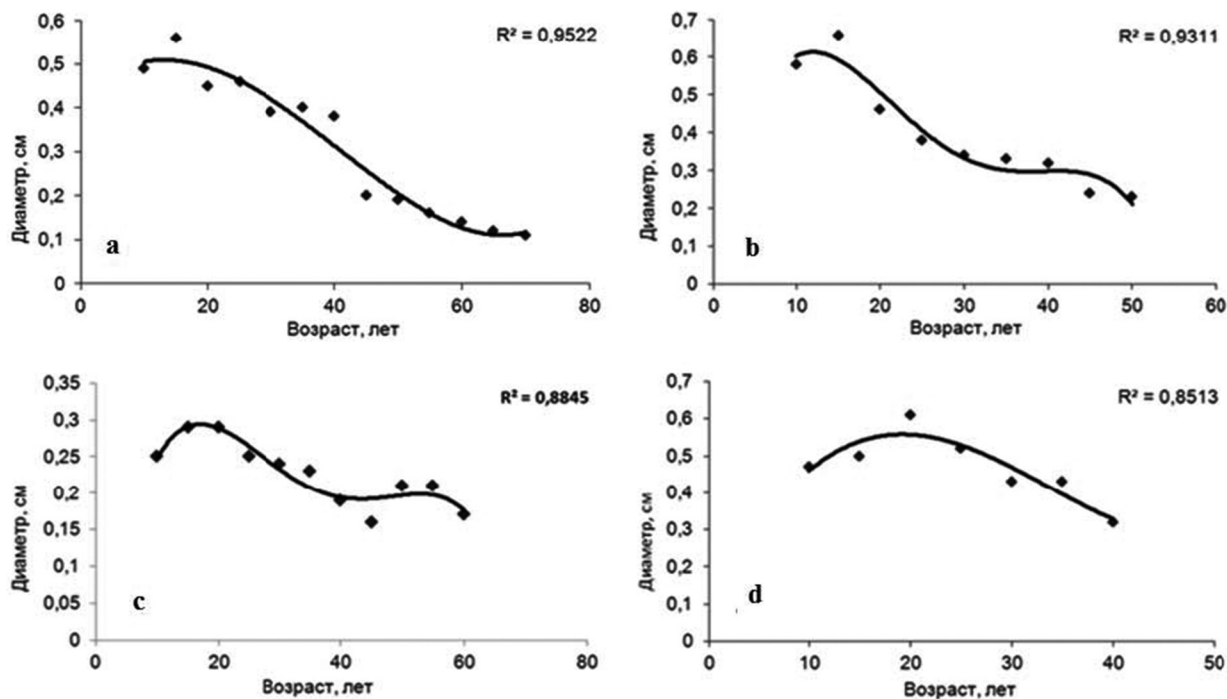 0,6
R² = 0,9522
0,5
0,4
0,3
0,2
0,1
0
Диаметр, см
a
0 20 40 60 80
Возраст, лет
0,7
R² = 0,9311
0,6
0,5
0,4
0,3
0,2
0,1
0
Диаметр, см
b
0 10 20 30 40 50 60
Возраст, лет
0,35
R² = 0,8845
0,3
0,25
0,2
0,15
0,1
0,05
0
Диаметр, см
c
0 20 40 60 80
Возраст, лет
0,7
R² = 0,8513
0,6
0,5
0,4
0,3
0,2
0,1
0
Диаметр, см
d
0 10 20 30 40 50
Возраст, лет